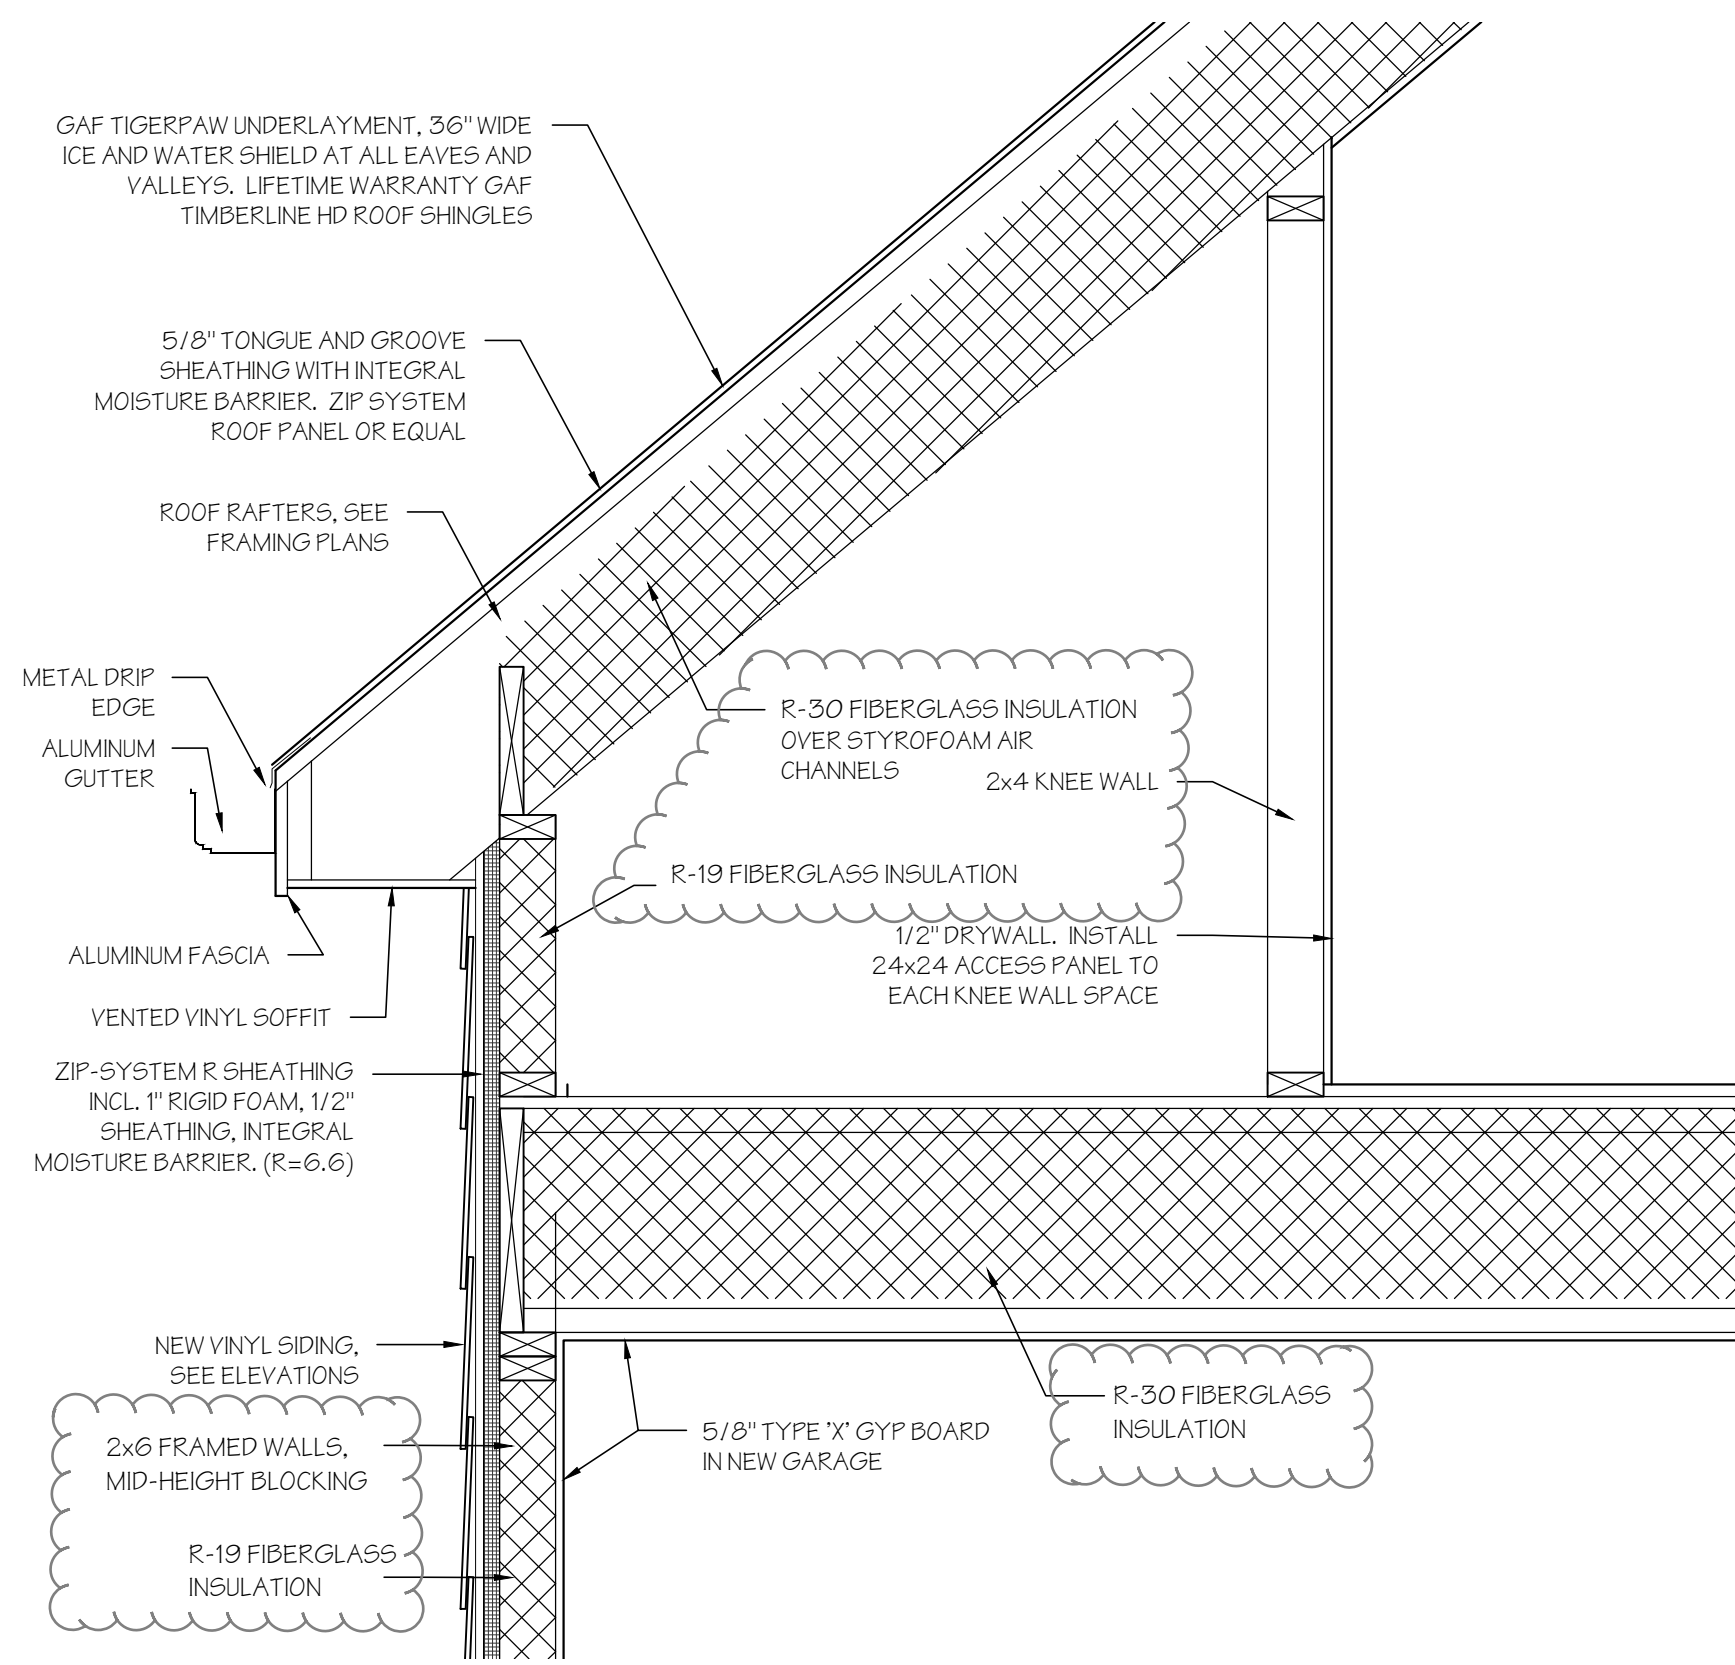 GAF TIGERPAW UNDERLAYMENT, 36" WIDE
ICE AND WATER SHIELD AT ALL EAVES AND
VALLEYS. LIFETIME WARRANTY GAF
TIMBERLINE HD ROOF SHINGLES
5/8" TONGUE AND GROOVE
SHEATHING WITH INTEGRAL
MOISTURE BARRIER. ZIP SYSTEM
ROOF PANEL OR EQUAL
ROOF RAFTERS, SEE
FRAMING PLANS
METAL DRIP
EDGE
ALUMINUM
GUTTER
R-30 FIBERGLASS INSULATION
OVER STYROFOAM AIR
CHANNELS
2x4 KNEE WALL
R-19 FIBERGLASS INSULATION
1/2" DRYWALL. INSTALL
24x24 ACCESS PANEL TO
EACH KNEE WALL SPACE
ALUMINUM FASCIA
VENTED VINYL SOFFIT
ZIP-SYSTEM R SHEATHING
INCL. 1" RIGID FOAM, 1/2"
SHEATHING, INTEGRAL
MOISTURE BARRIER. (R=6.6)
NEW VINYL SIDING,
SEE ELEVATIONS
2x6 FRAMED WALLS,
MID-HEIGHT BLOCKING
R-19 FIBERGLASS
INSULATION
5/8" TYPE 'X' GYP BOARD
IN NEW GARAGE
R-30 FIBERGLASS
INSULATION